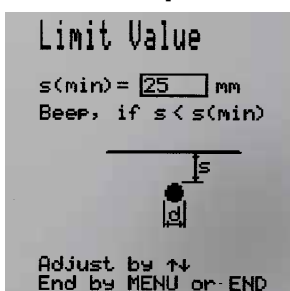 Limit Value
s(min)= 25 mm
Beep, if s< s(min)
s
d
Adjust by ↑↓
End by MENU or END